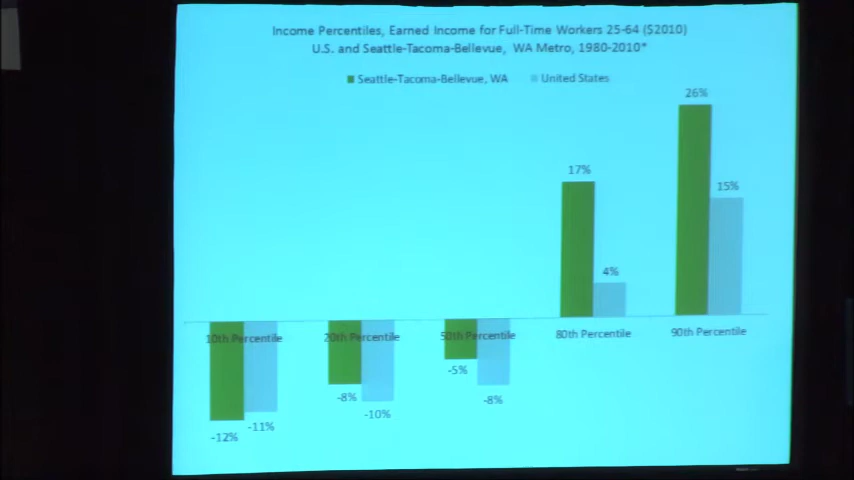 Income Percentiles, Earned Income for Full-Time Workers 25-64 ($2010)
U.S. and Seattle-Tacoma-Bellevue, WA Metro, 1980-2010*
Seattle-Tacoma-Bellevue, WA United States
26%
17%
15%
4%
10th Percentile 20th Percentile 50th Percentile 80th Percentile 90th Percentile
-5%
-8% -8%
-10%
-12% -11%